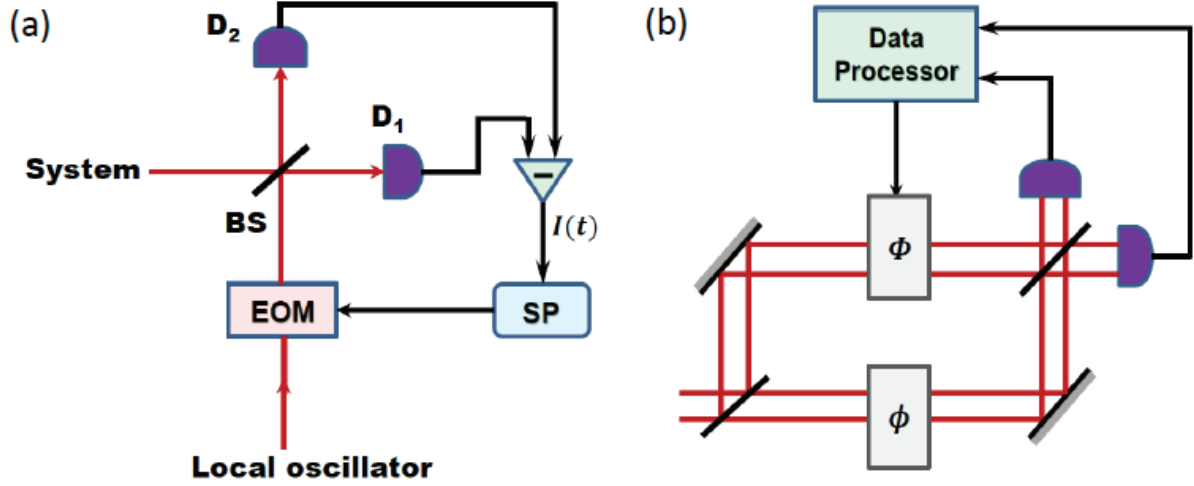 (a)
D₂
D₁
System
BS
−
I(t)
EOM
SP
Local oscillator
(b)
Data
Processor
Φ
ϕ